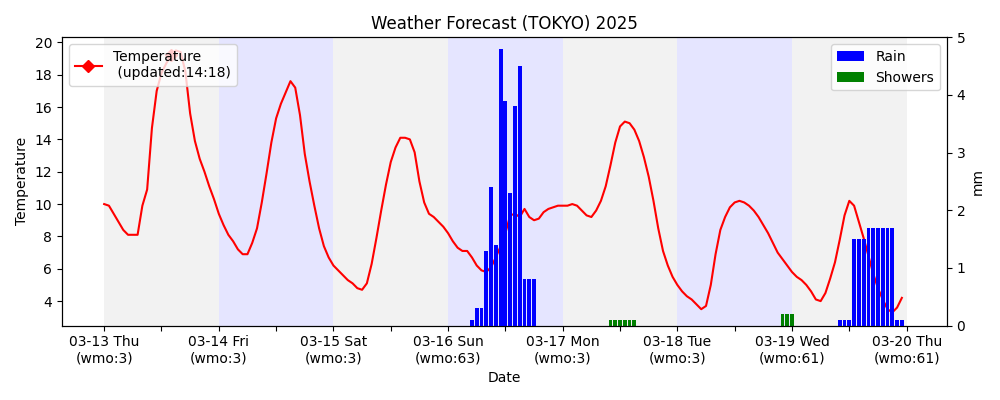 Weather Forecast (TOKYO) 2025
Temperature
(updated:14:18)
Rain
Showers
Temperature
20
18
16
14
12
10
8
6
4
5
4
3
2
1
0
mm
03-13 Thu
(wmo:3)
03-14 Fri
(wmo:3)
03-15 Sat
(wmo:3)
03-16 Sun
(wmo:63)
03-17 Mon
(wmo:3)
03-18 Tue
(wmo:3)
03-19 Wed
(wmo:61)
03-20 Thu
(wmo:61)
Date